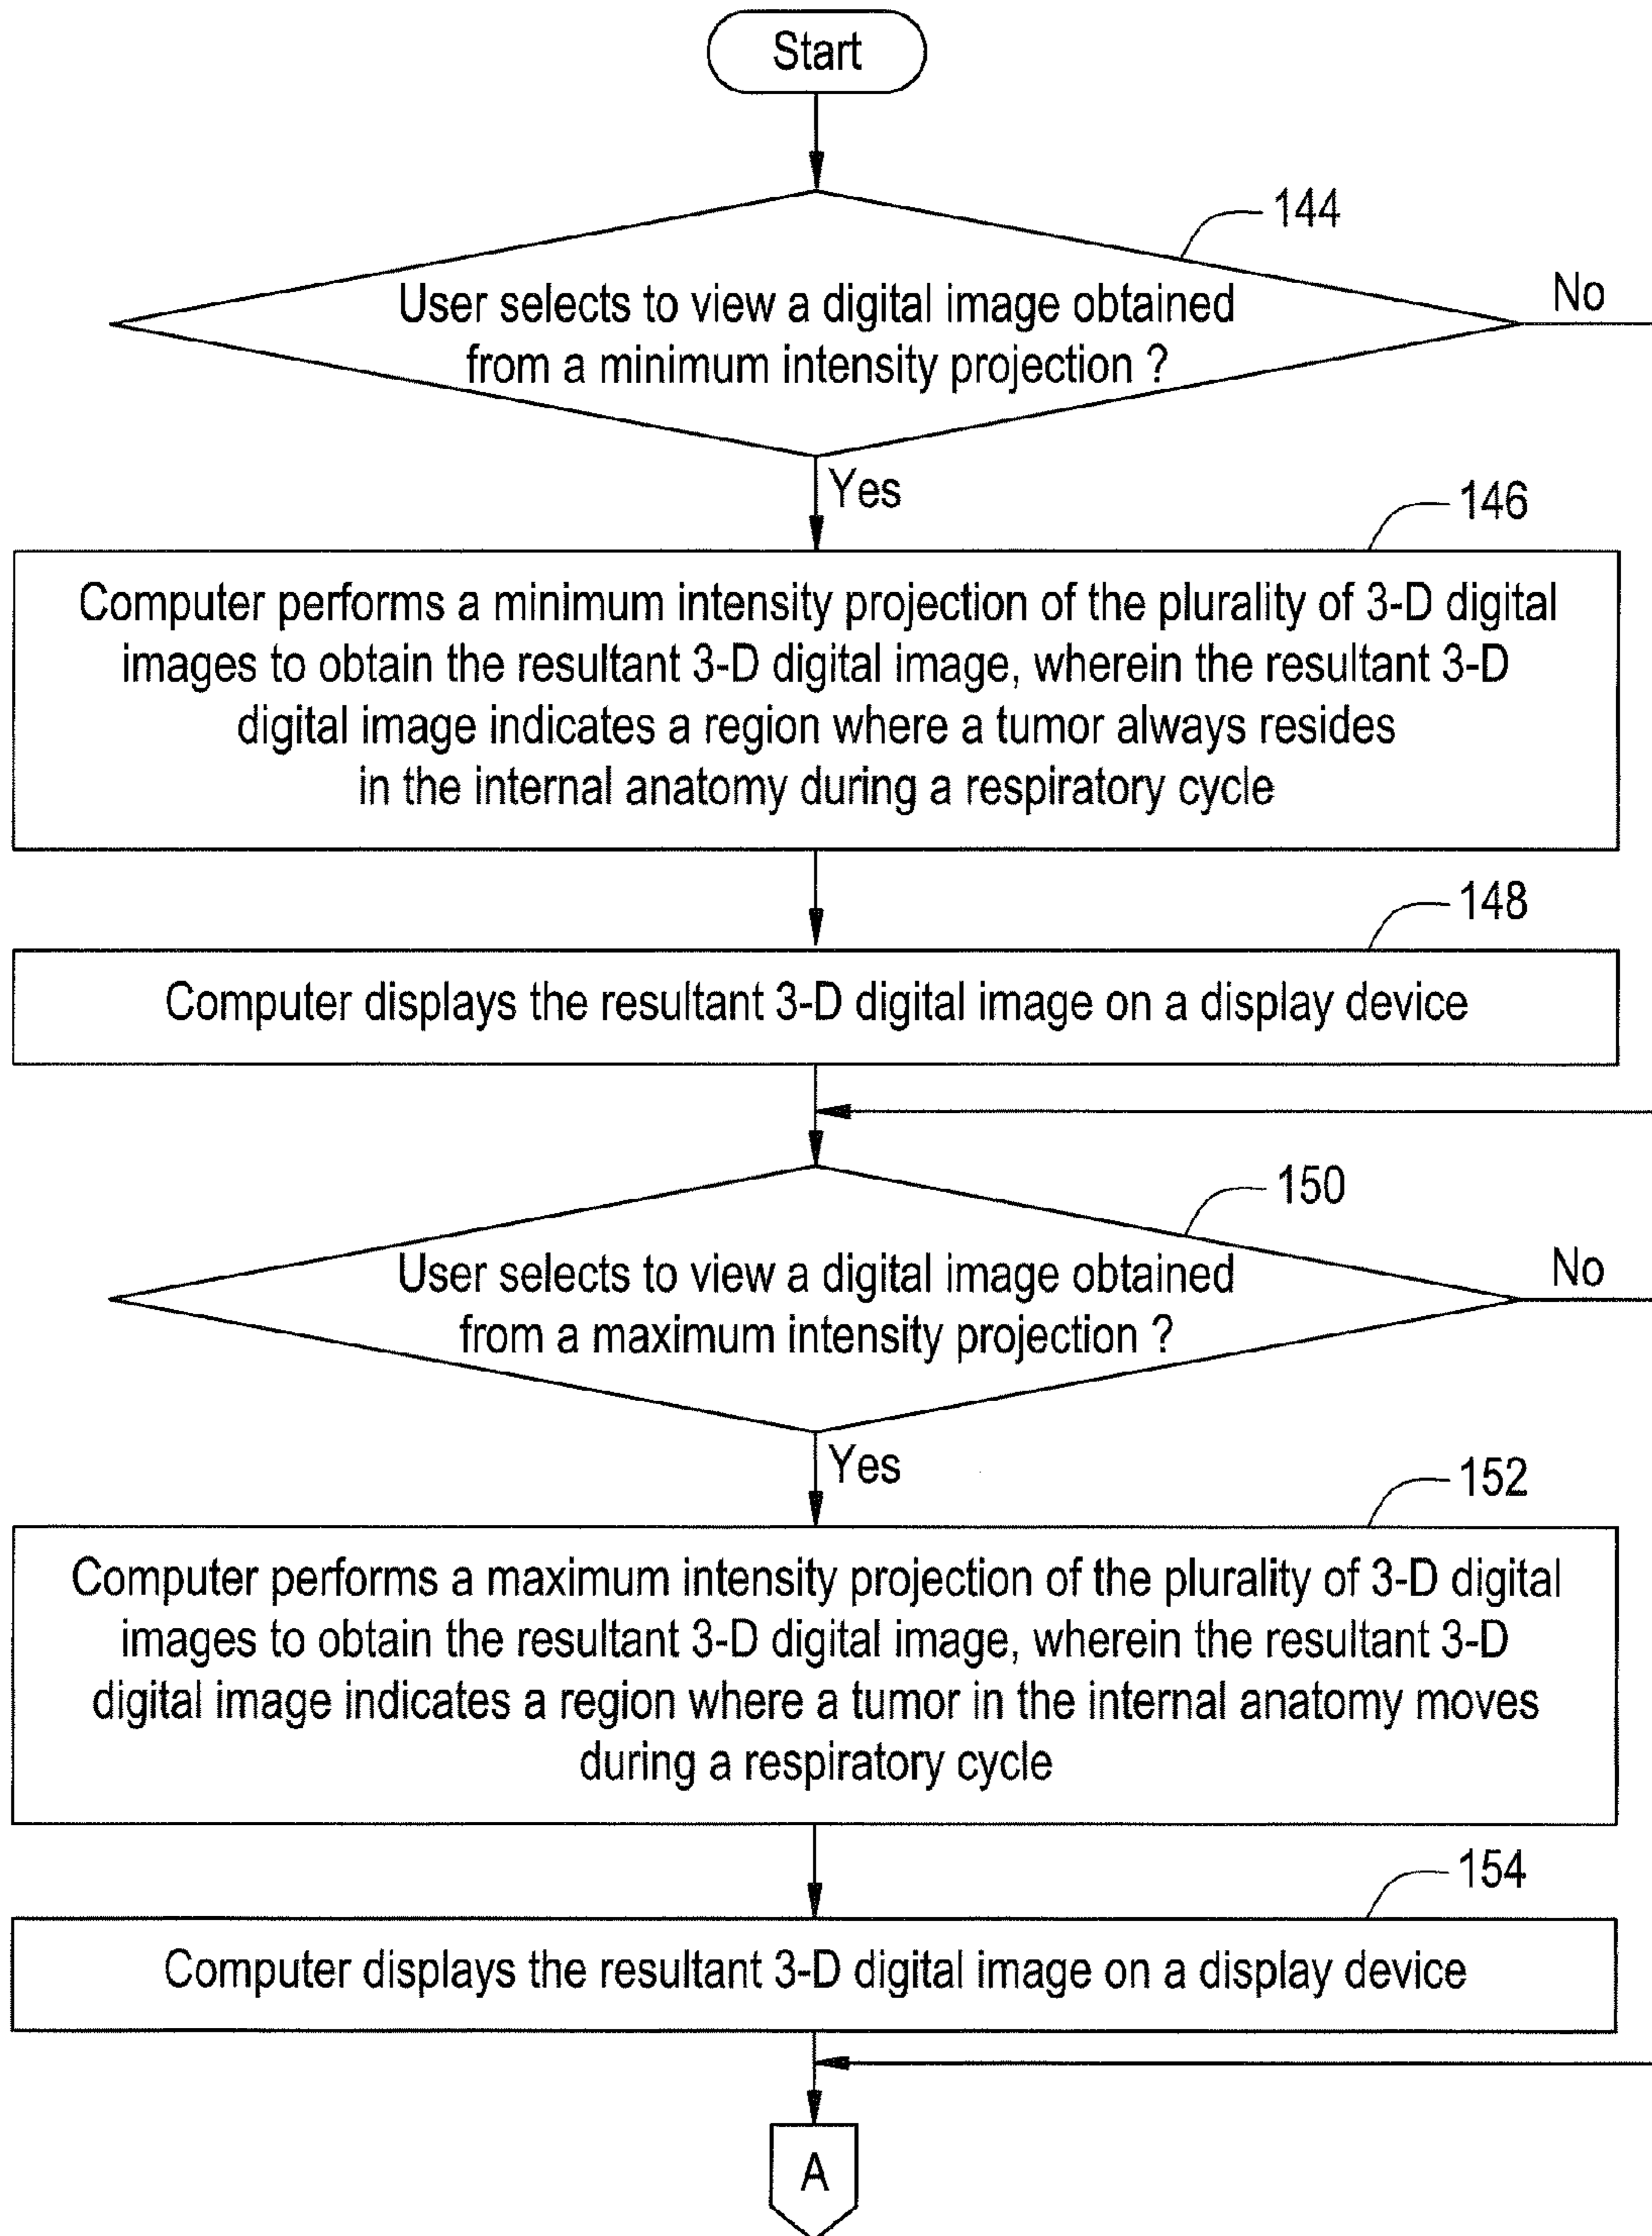 Start
144
User selects to view a digital image obtained
from a minimum intensity projection ?
No
Yes
146
Computer performs a minimum intensity projection of the plurality of 3-D digital
images to obtain the resultant 3-D digital image, wherein the resultant 3-D
digital image indicates a region where a tumor always resides
in the internal anatomy during a respiratory cycle
148
Computer displays the resultant 3-D digital image on a display device
150
User selects to view a digital image obtained
from a maximum intensity projection ?
No
Yes
152
Computer performs a maximum intensity projection of the plurality of 3-D digital
images to obtain the resultant 3-D digital image, wherein the resultant 3-D
digital image indicates a region where a tumor in the internal anatomy moves
during a respiratory cycle
154
Computer displays the resultant 3-D digital image on a display device
A